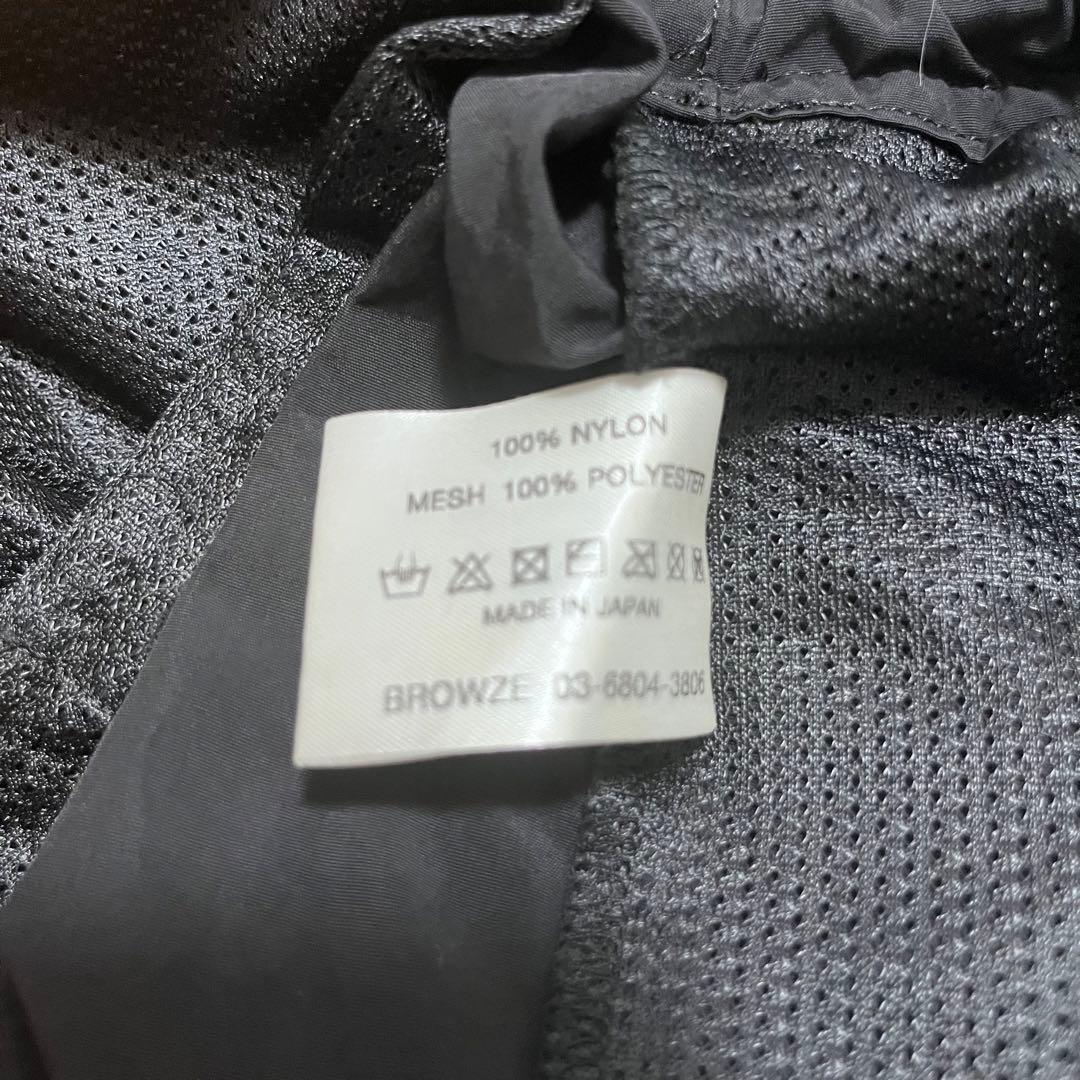 100% NYLON
MESH 100% POLYESTER
MADE IN JAPAN
BROWZE 03-6804-3806